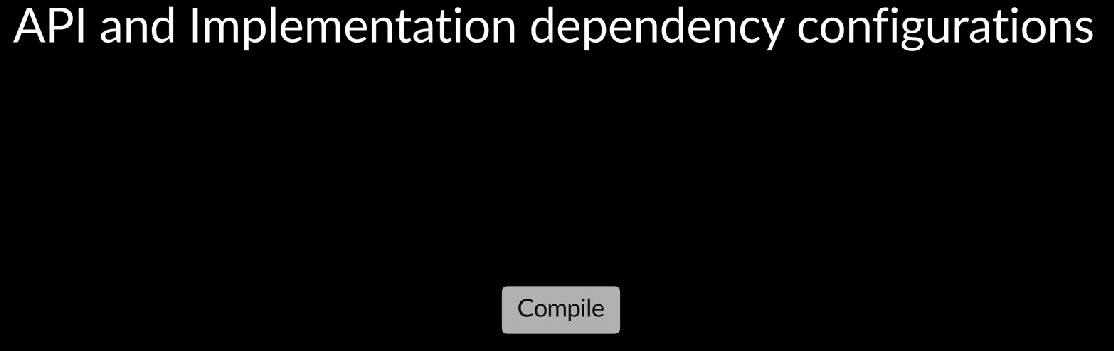 API and Implementation dependency configurations
Compile